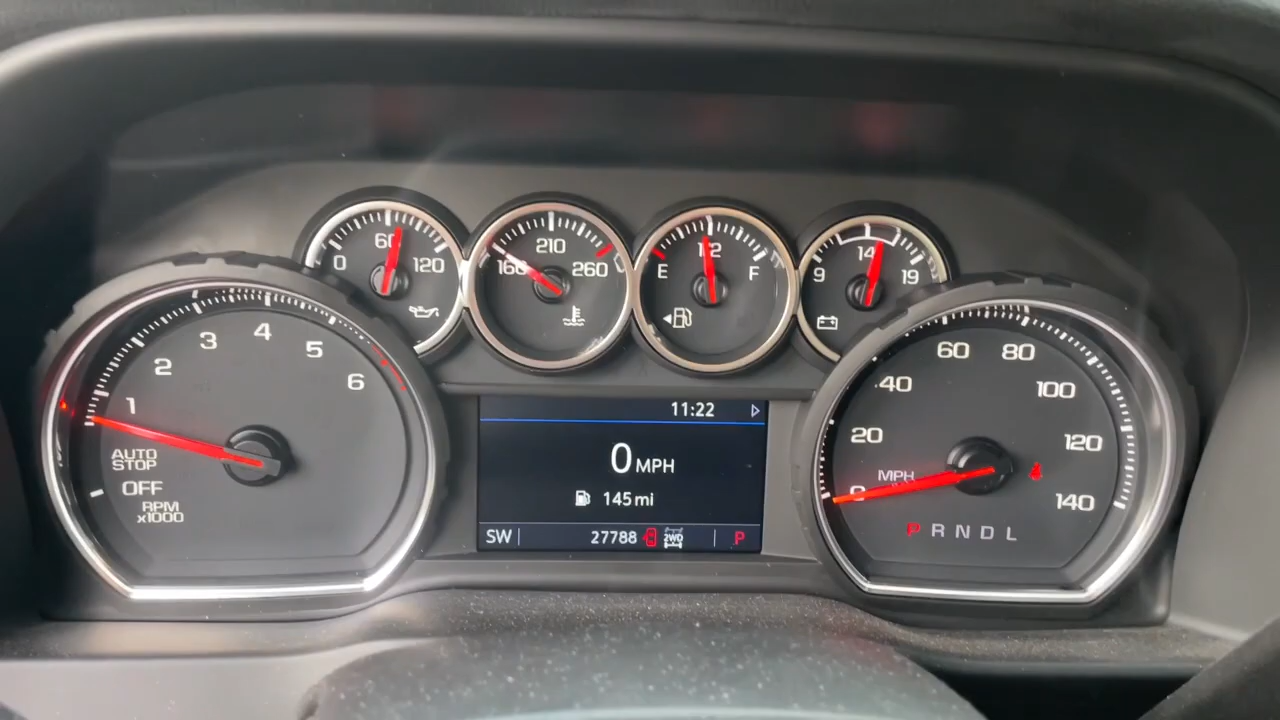 0 60 120
160 210 260
E 1/2 F
9 14 19
1 2 3 4 5 6
AUTO
STOP
OFF
RPM
x1000
11:22
0 MPH
145 mi
SW 27788 2WD P
0 20 40 60 80 100 120 140
MPH
P R N D L